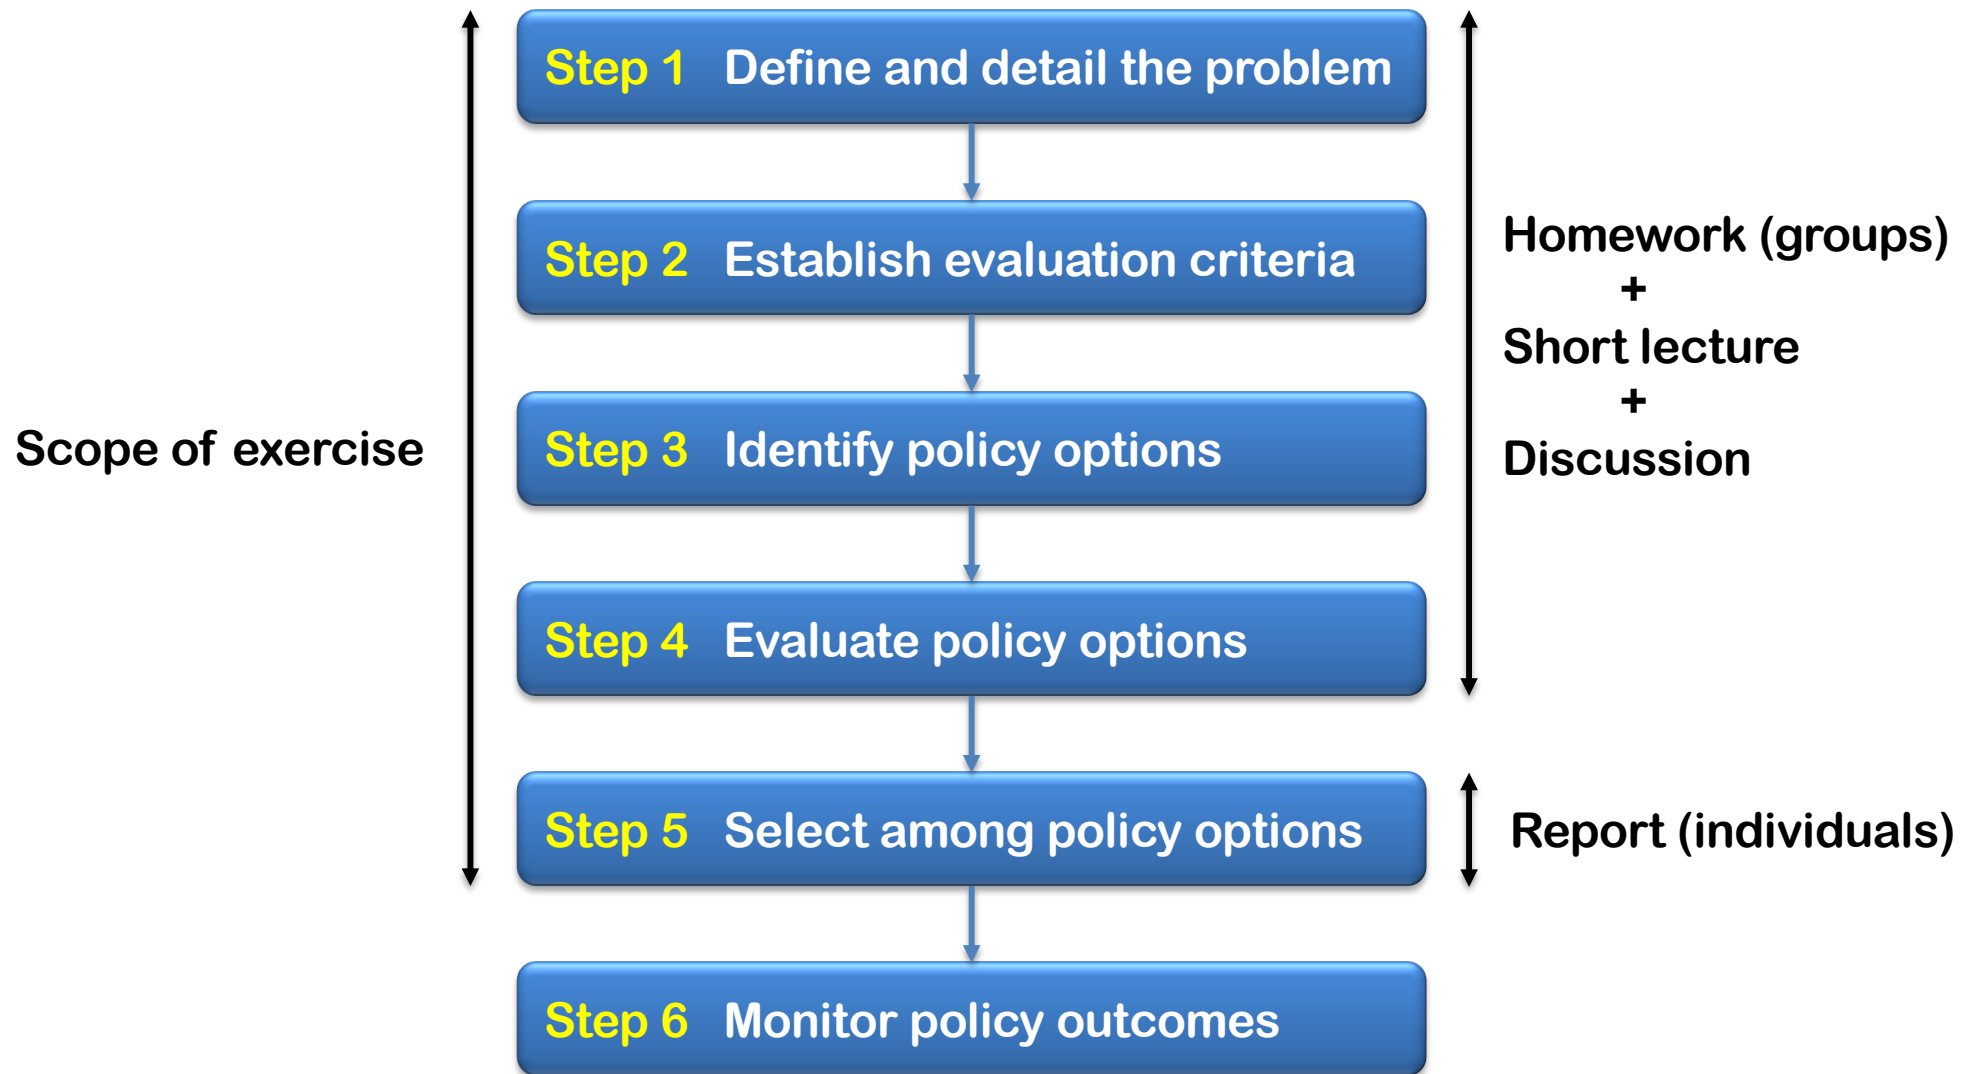 Step 1 Define and detail the problem
Step 2 Establish evaluation criteria
Step 3 Identify policy options
Step 4 Evaluate policy options
Step 5 Select among policy options
Step 6 Monitor policy outcomes
Scope of exercise
Homework (groups)
+
Short lecture
+
Discussion
Report (individuals)